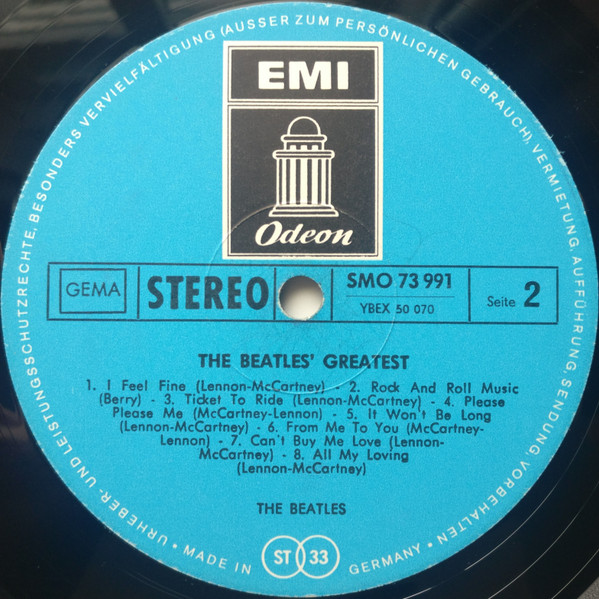 EMI
Odeon
GEMA
STEREO
SMO 73 991
YBEX 50 070
Seite 2
THE BEATLES' GREATEST
1. I Feel Fine (Lennon-McCartney) - 2. Rock And Roll Music
(Berry) - 3. Ticket To Ride (Lennon-McCartney) - 4. Please
Please Me (McCartney-Lennon) - 5. It Won't Be Long
(Lennon-McCartney) - 6. From Me To You (McCartney-
Lennon) - 7. Can't Buy Me Love (Lennon-
McCartney) - 8. All My Loving
(Lennon-McCartney)
THE BEATLES
URHEBER- UND LEISTUNGSSCHUTZRECHTE, BESONDERS VERVIELFÄLTIGUNG (AUSSER ZUM PERSÖNLICHEN GEBRAUCH), VERMIETUNG, AUFFÜHRUNG, SENDUNG, VORBEHALTEN •
• MADE IN GERMANY •
ST 33